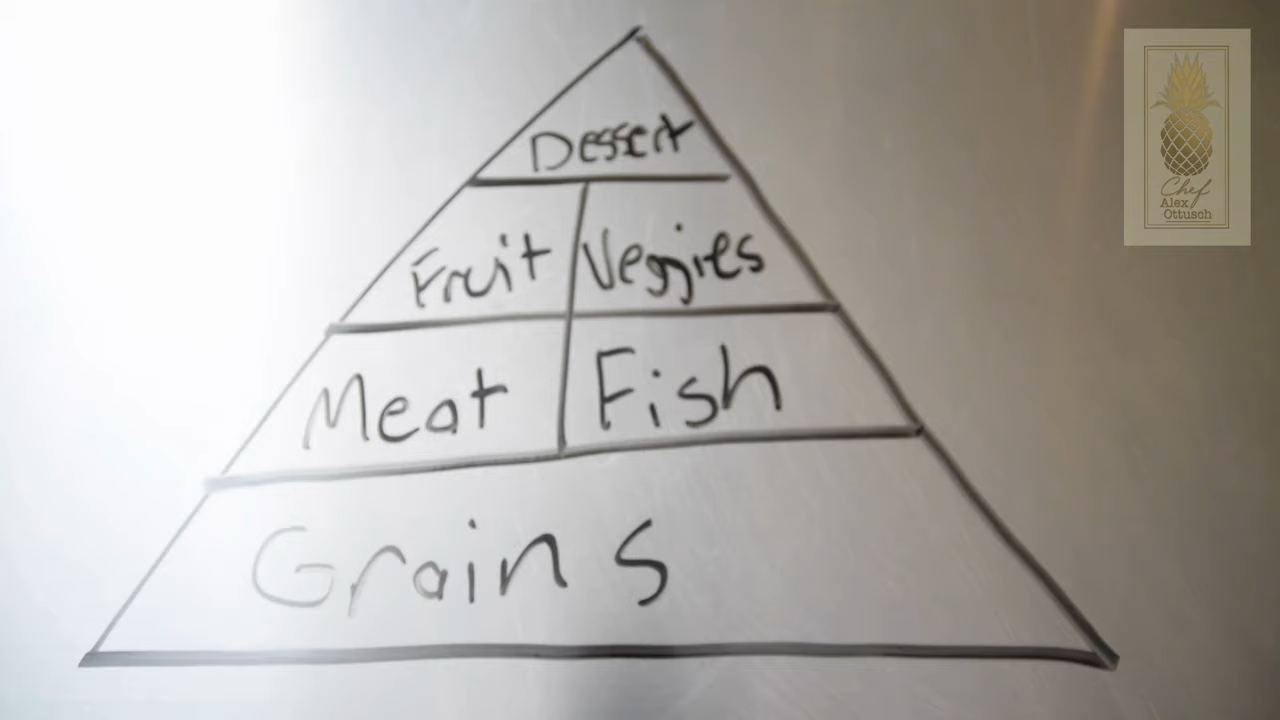 Dessert
Fruit Veggies
Meat Fish
Grains
Chef
Alex
Ottusch